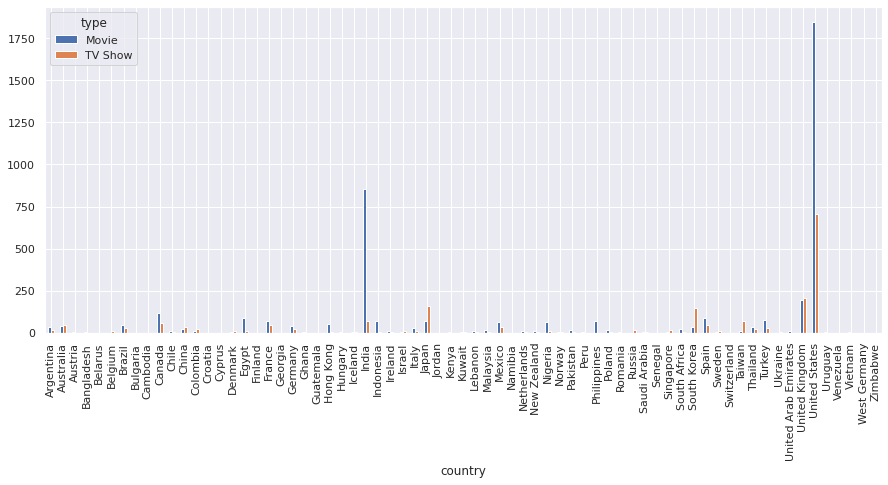 type
Movie
TV Show
1750
1500
1250
1000
750
500
250
0
Argentina
Australia
Austria
Bangladesh
Belarus
Belgium
Brazil
Bulgaria
Cambodia
Canada
Chile
China
Colombia
Croatia
Cyprus
Denmark
Egypt
Finland
France
Georgia
Germany
Ghana
Guatemala
Hong Kong
Hungary
Iceland
India
Indonesia
Ireland
Israel
Italy
Japan
Jordan
Kenya
Kuwait
Lebanon
Malaysia
Mexico
Namibia
Netherlands
New Zealand
Nigeria
Norway
Pakistan
Peru
Philippines
Poland
Romania
Russia
Saudi Arabia
Senegal
Singapore
South Africa
South Korea
Spain
Sweden
Switzerland
Taiwan
Thailand
Turkey
Ukraine
United Arab Emirates
United Kingdom
United States
Uruguay
Venezuela
Vietnam
West Germany
Zimbabwe
country